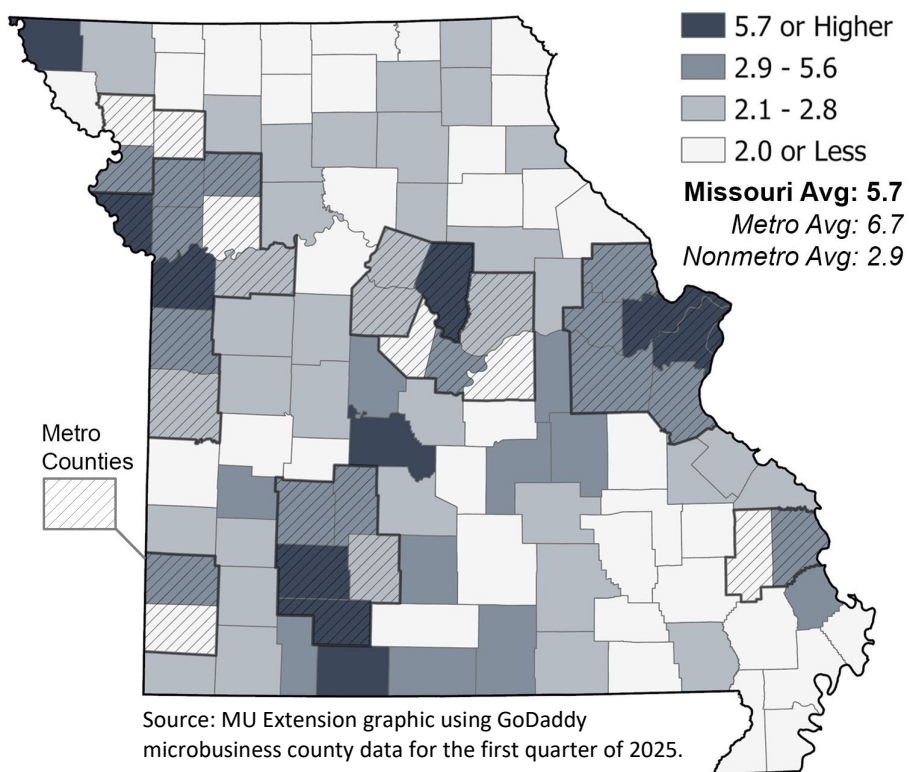 5.7 or Higher
2.9 - 5.6
2.1 - 2.8
2.0 or Less
Missouri Avg: 5.7
Metro Avg: 6.7
Nonmetro Avg: 2.9
Metro
Counties
Source: MU Extension graphic using GoDaddy
microbusiness county data for the first quarter of 2025.